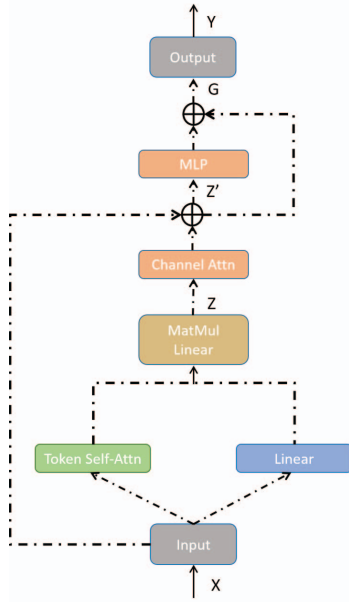 Y
Output
G
MLP
Z'
Channel Attn
Z
MatMul
Linear
Token Self-Attn
Linear
Input
X